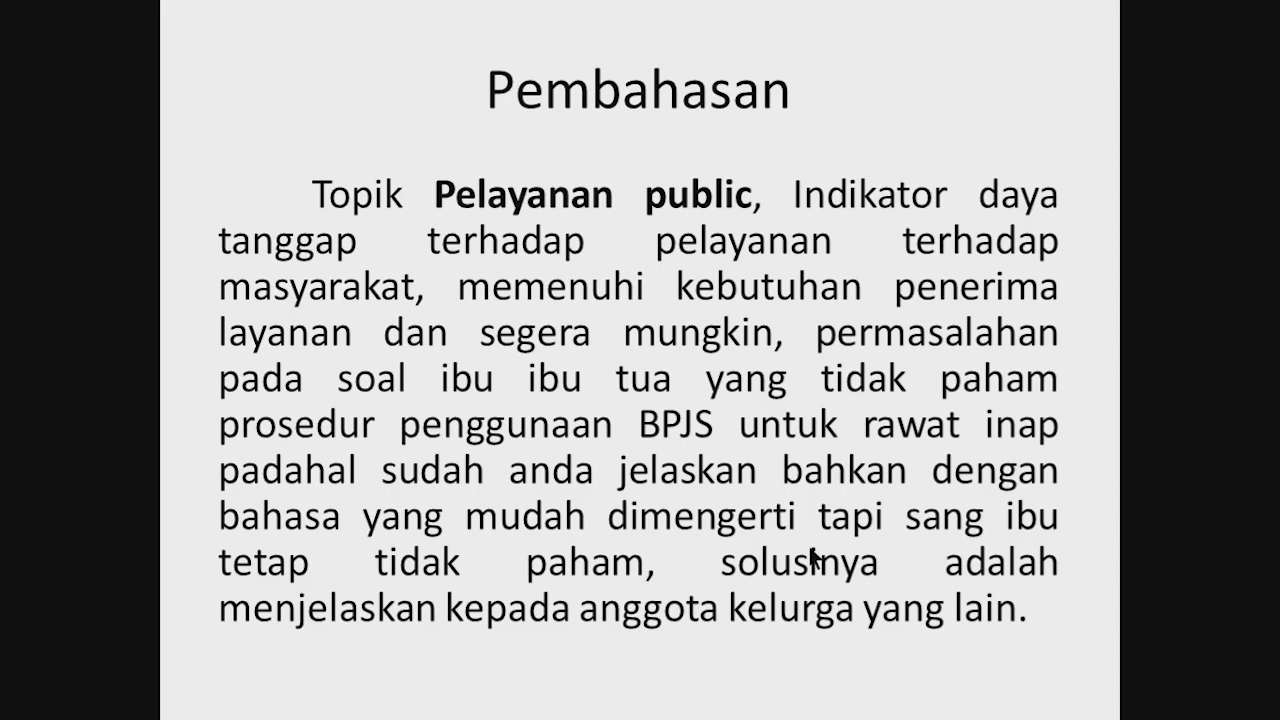 Pembahasan
Topik Pelayanan public, Indikator daya
tanggap terhadap pelayanan terhadap
masyarakat, memenuhi kebutuhan penerima
layanan dan segera mungkin, permasalahan
pada soal ibu ibu tua yang tidak paham
prosedur penggunaan BPJS untuk rawat inap
padahal sudah anda jelaskan bahkan dengan
bahasa yang mudah dimengerti tapi sang ibu
tetap tidak paham, solusinya adalah
menjelaskan kepada anggota kelurga yang lain.